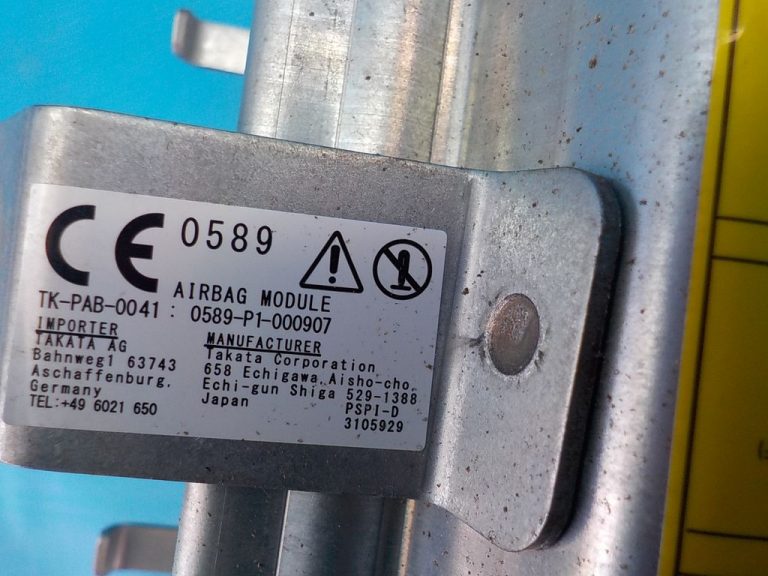 CE 0589
AIRBAG MODULE
TK-PAB-0041 : 0589-P1-000907
IMPORTER
TAKATA AG
Bahnweg1 63743
Aschaffenburg,
Germany
TEL:+49 6021 650
MANUFACTURER
Takata Corporation
658 Echigawa, Aisho-cho,
Echi-gun Shiga 529-1388
Japan
PSPI-D
3105929